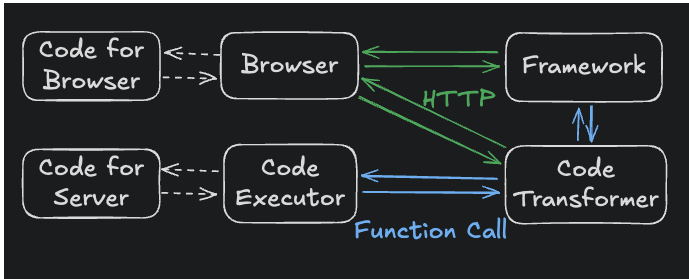 Code for
Browser
Browser
Framework
HTTP
Code for
Server
Code
Executor
Code
Transformer
Function Call